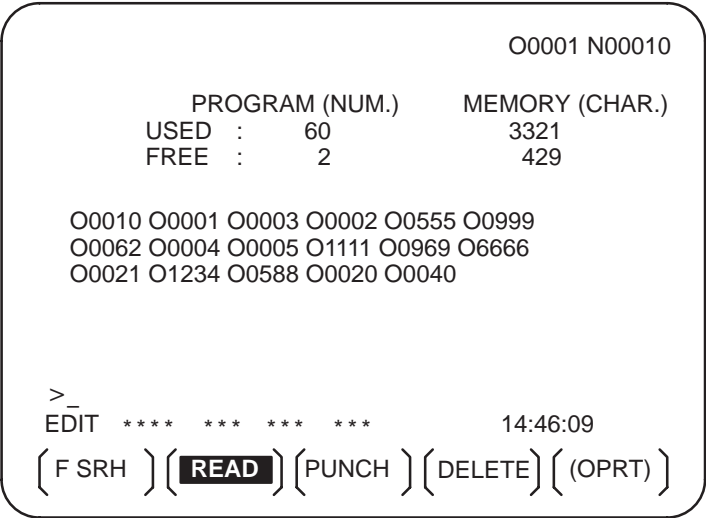 O0001 N00010
PROGRAM (NUM.) MEMORY (CHAR.)
USED : 60 3321
FREE : 2 429
O0010 O0001 O0003 O0002 O0555 O0999
O0062 O0004 O0005 O1111 O0969 O6666
O0021 O1234 O0588 O0020 O0040
>_
EDIT **** *** *** *** 14:46:09
F SRH READ PUNCH DELETE (OPRT)